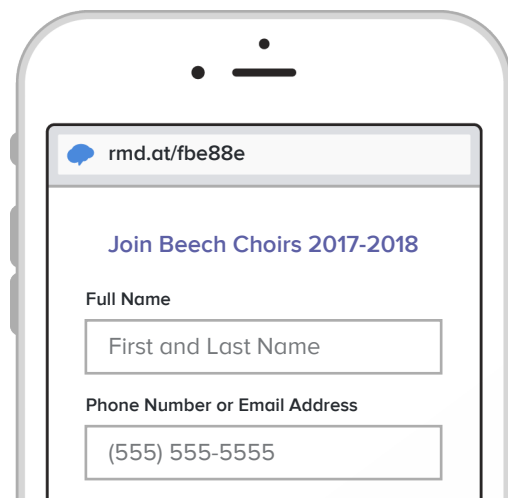 rmd.at/fbe88e
Join Beech Choirs 2017-2018
Full Name
First and Last Name
Phone Number or Email Address
(555) 555-5555